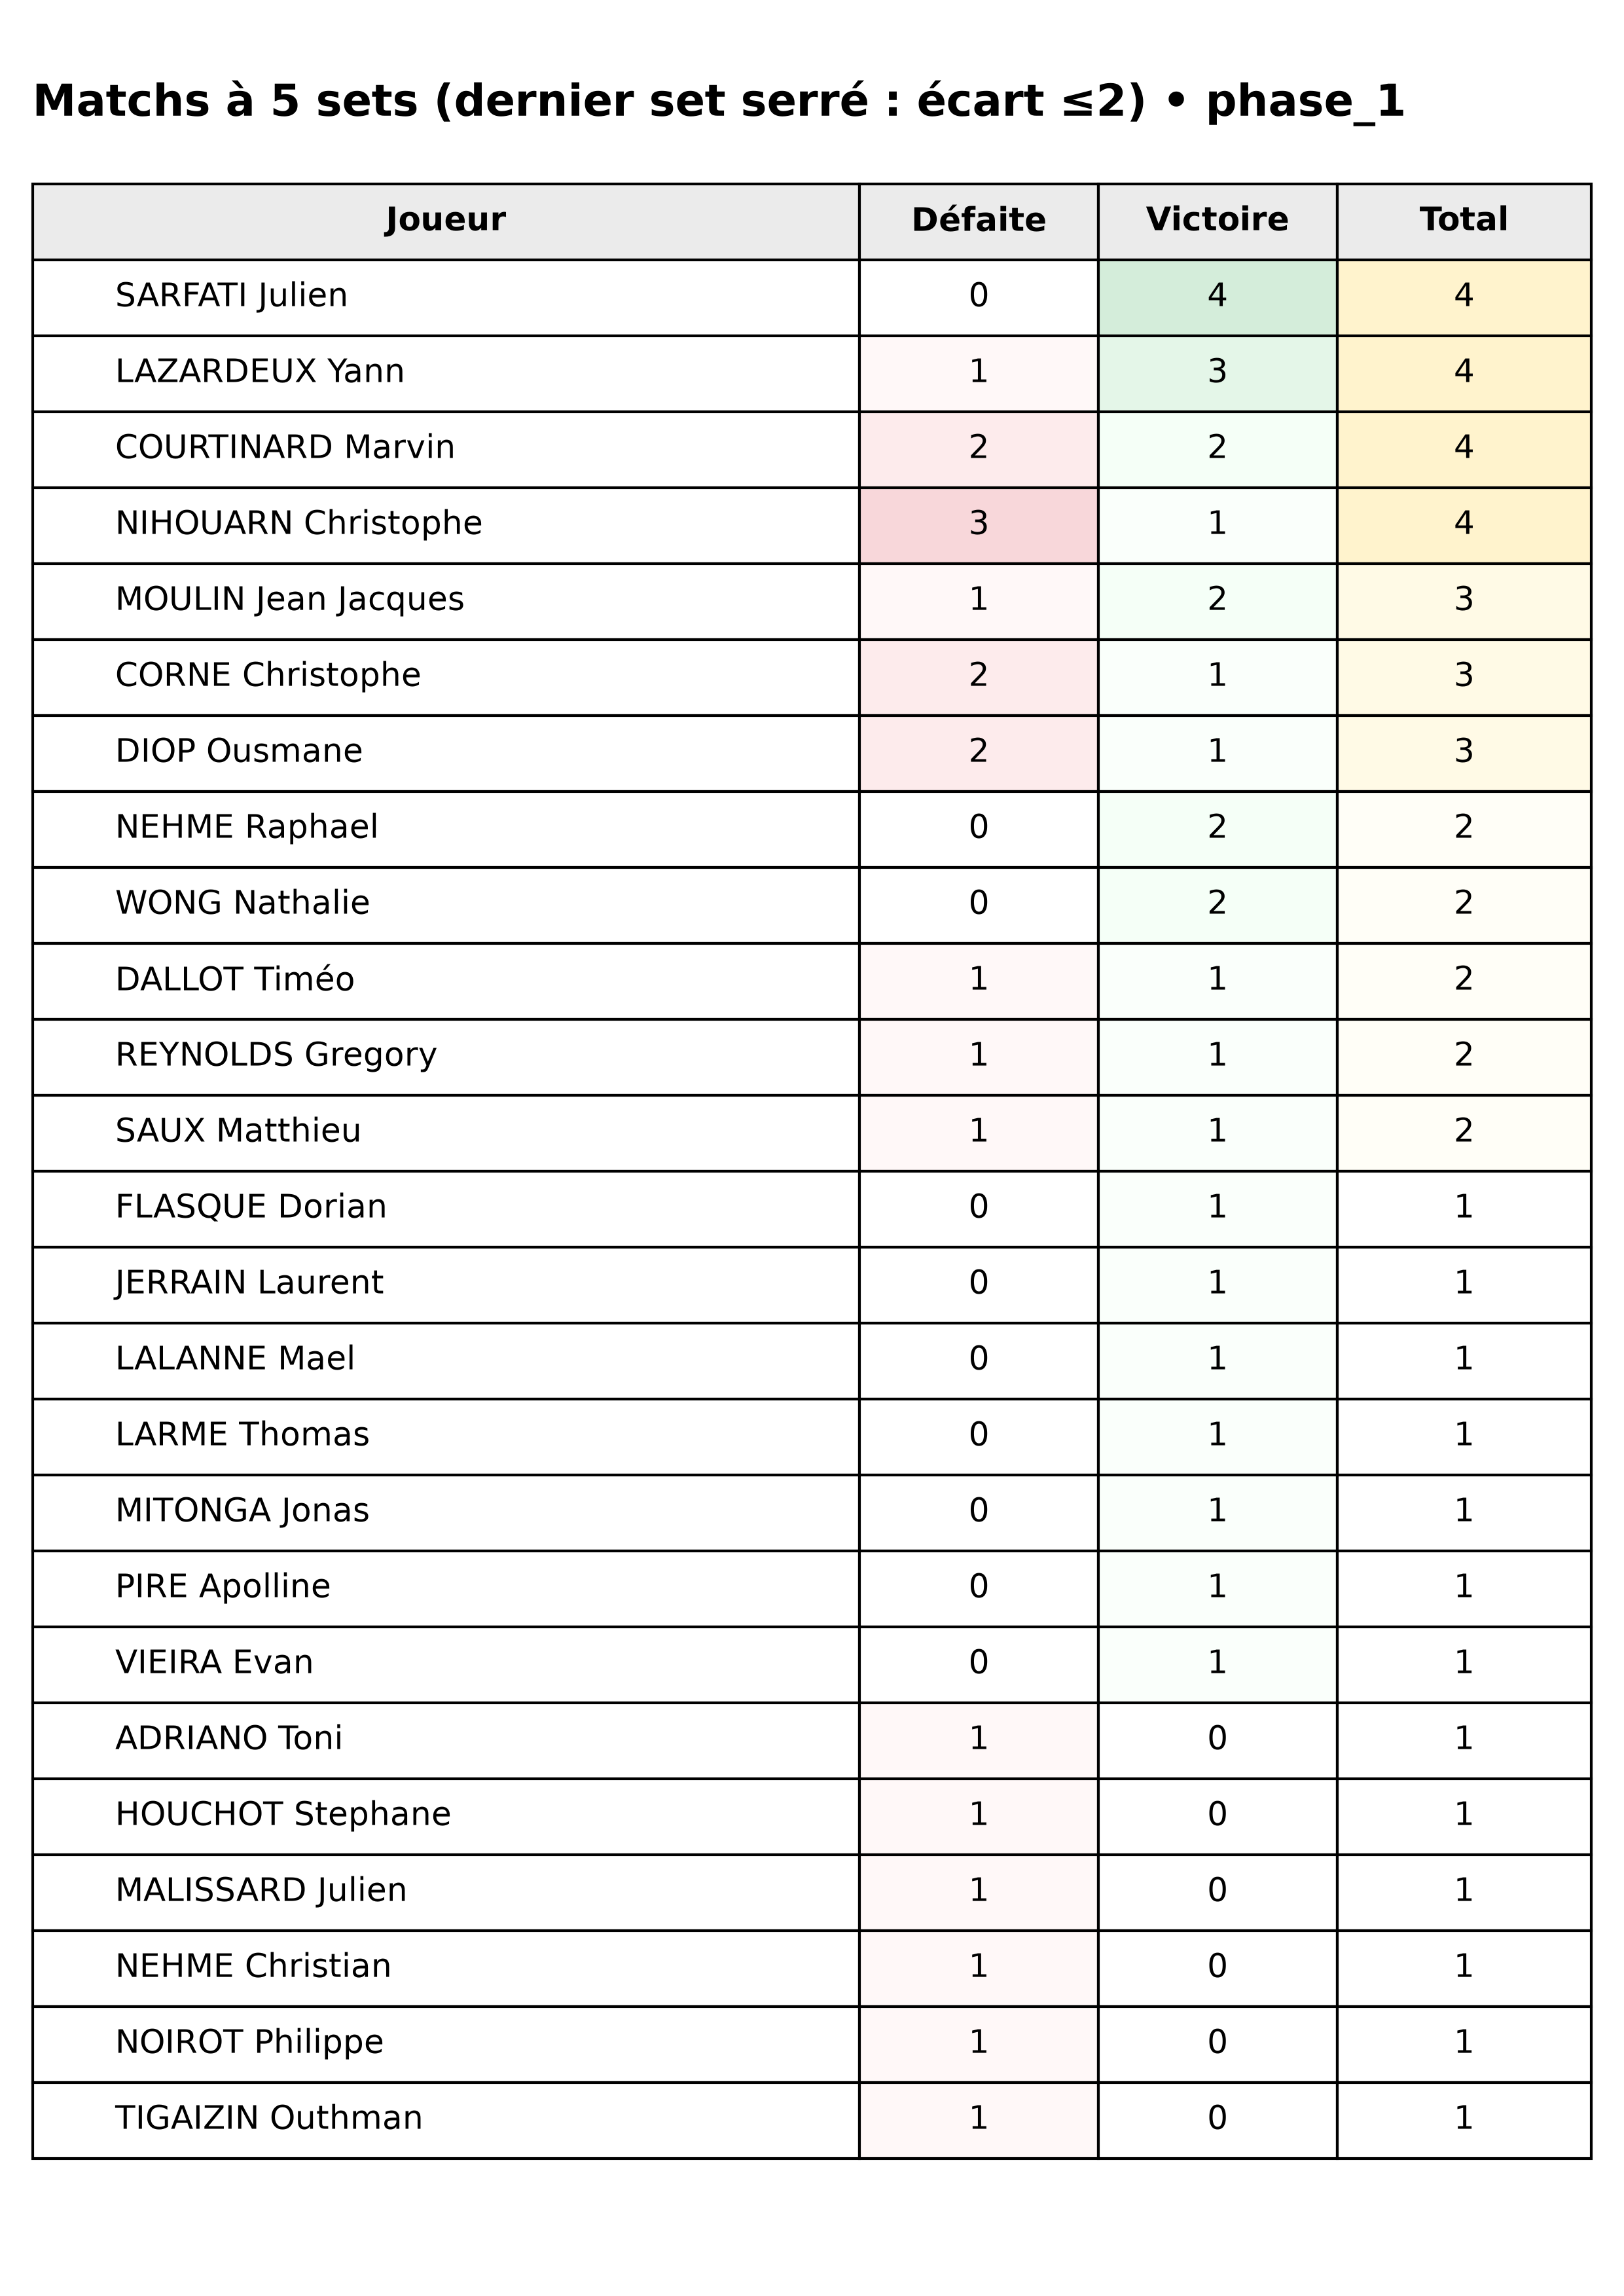 Matchs à 5 sets (dernier set serré : écart ≤2) • phase_1
Joueur Défaite Victoire Total
SARFATI Julien 0 4 4
LAZARDEUX Yann 1 3 4
COURTINARD Marvin 2 2 4
NIHOUARN Christophe 3 1 4
MOULIN Jean Jacques 1 2 3
CORNE Christophe 2 1 3
DIOP Ousmane 2 1 3
NEHME Raphael 0 2 2
WONG Nathalie 0 2 2
DALLOT Timéo 1 1 2
REYNOLDS Gregory 1 1 2
SAUX Matthieu 1 1 2
FLASQUE Dorian 0 1 1
JERRAIN Laurent 0 1 1
LALANNE Mael 0 1 1
LARME Thomas 0 1 1
MITONGA Jonas 0 1 1
PIRE Apolline 0 1 1
VIEIRA Evan 0 1 1
ADRIANO Toni 1 0 1
HOUCHOT Stephane 1 0 1
MALISSARD Julien 1 0 1
NEHME Christian 1 0 1
NOIROT Philippe 1 0 1
TIGAIZIN Outhman 1 0 1